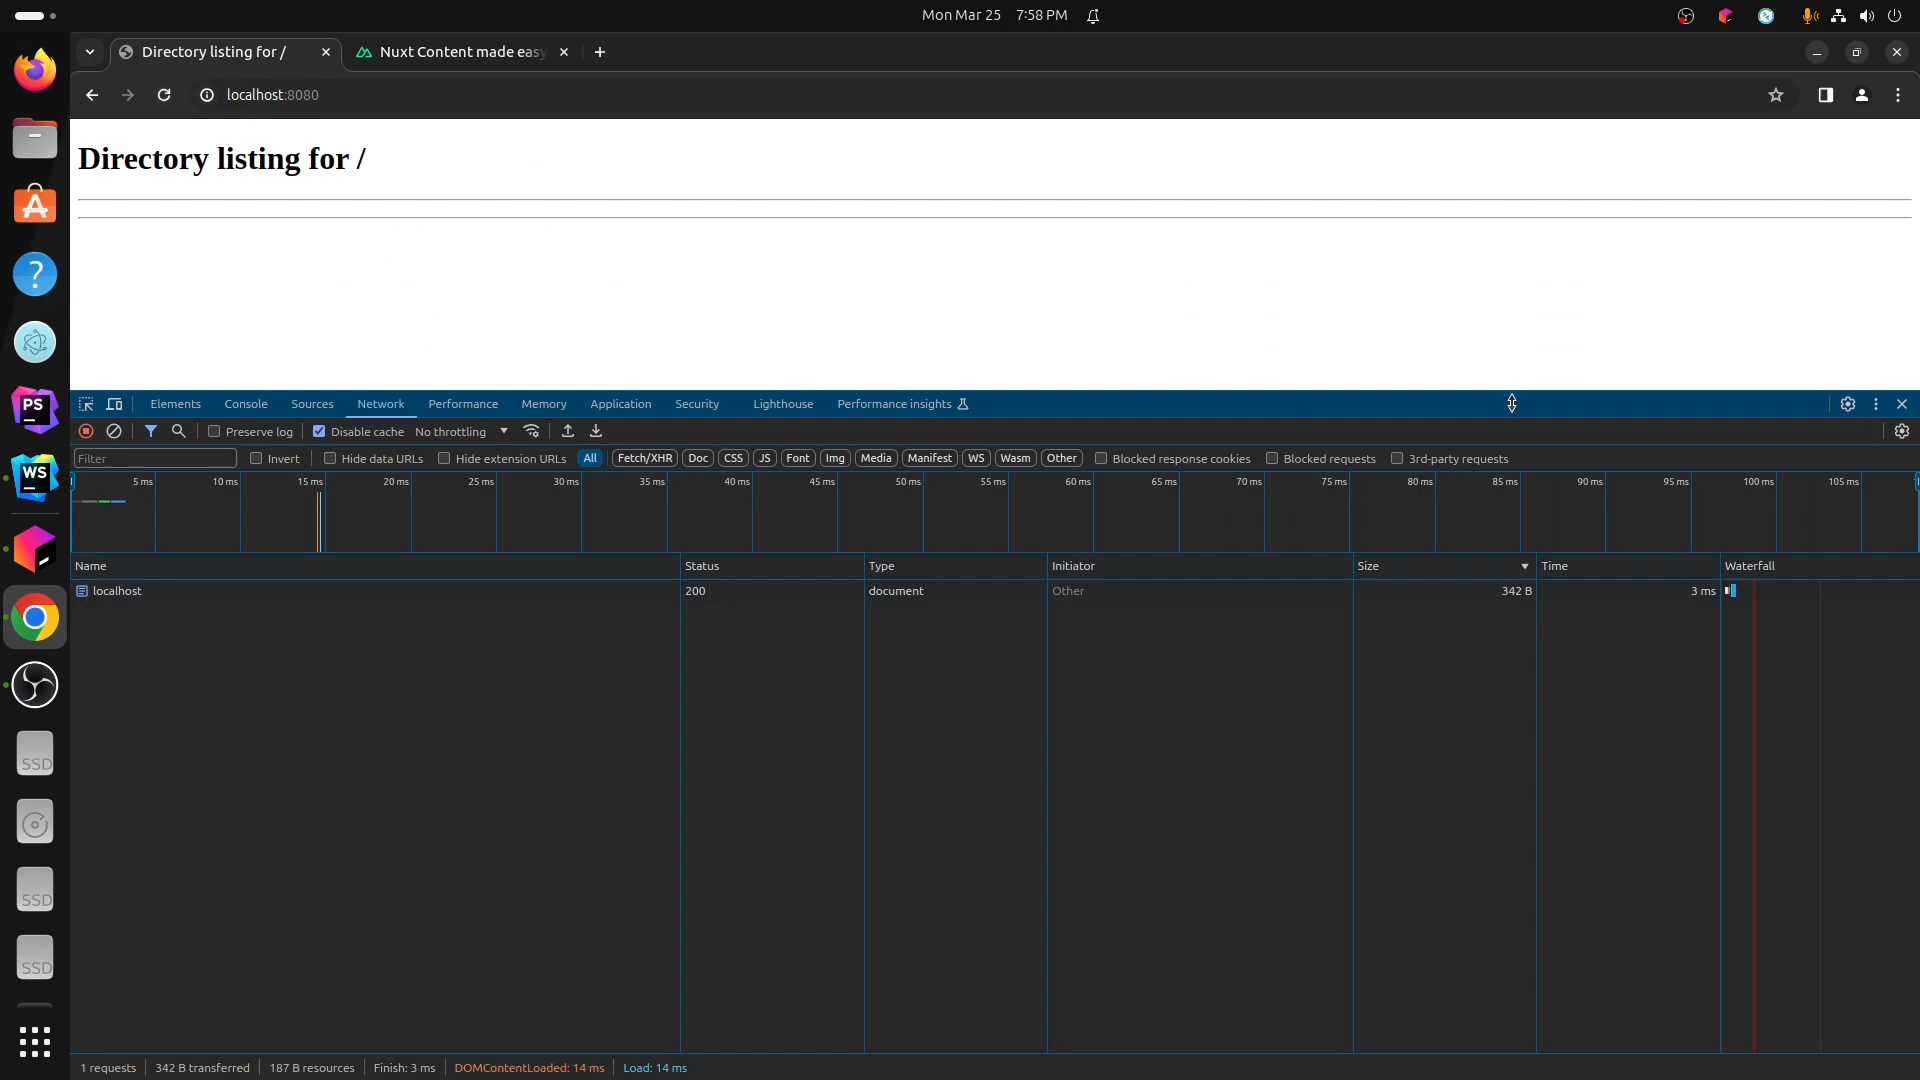 Mon Mar 25 7:58 PM
Directory listing for /
Nuxt Content made easy
localhost:8080
Directory listing for /
Elements Console Sources Network Performance Memory Application Security Lighthouse Performance insights
Preserve log Disable cache No throttling
Filter Invert Hide data URLs Hide extension URLs All Fetch/XHR Doc CSS JS Font Img Media Manifest WS Wasm Other Blocked response cookies Blocked requests 3rd-party requests
5 ms 10 ms 15 ms 20 ms 25 ms 30 ms 35 ms 40 ms 45 ms 50 ms 55 ms 60 ms 65 ms 70 ms 75 ms 80 ms 85 ms 90 ms 95 ms 100 ms 105 ms
Name Status Type Initiator Size Time Waterfall
localhost 200 document Other 342 B 3 ms
1 requests 342 B transferred 187 B resources Finish: 3 ms DOMContentLoaded: 14 ms Load: 14 ms
PS
WS
SSD
SSD
SSD